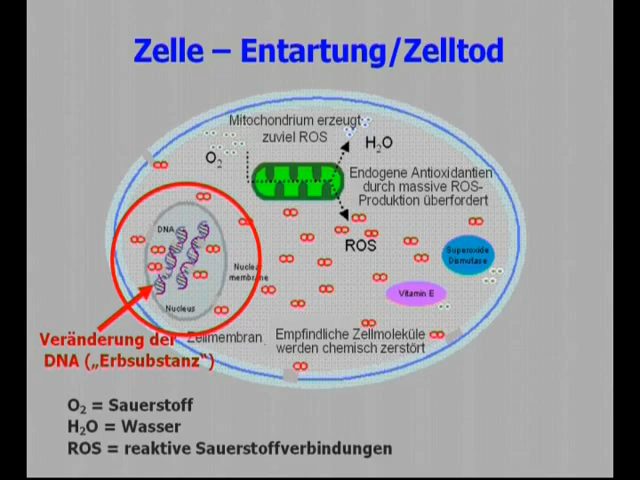 Zelle – Entartung/Zelltod
Mitochondrium erzeugt
zuviel ROS
H₂O
O₂
Endogene Antioxidantien
durch massive ROS-
Produktion überfordert
DNA
ROS
Superoxide
Dismutase
Nuclear
membrane
Vitamin E
Nucleus
Veränderung der
DNA („Erbsubstanz“)
Zellmembran
Empfindliche Zellmoleküle
werden chemisch zerstört
O₂ = Sauerstoff
H₂O = Wasser
ROS = reaktive Sauerstoffverbindungen